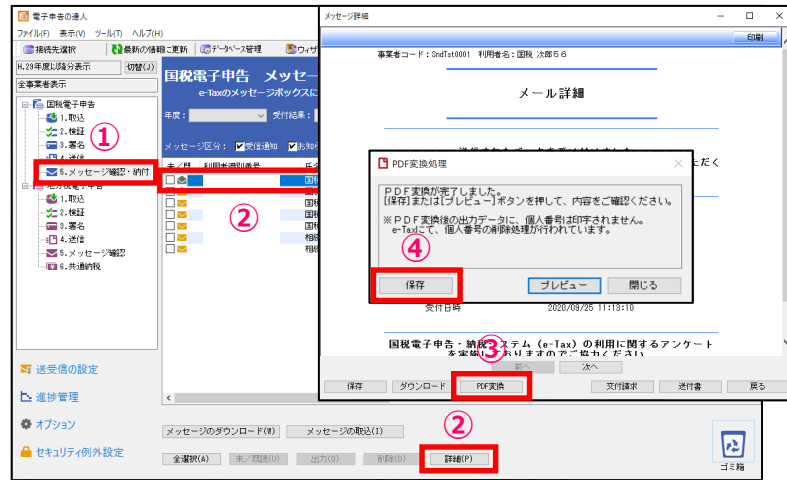 電子申告の達人
ファイル(F) 表示(V) ツール(T) ヘルプ(H)
接続先選択
最新の情報に更新
データベース管理
ウィザ
H.29年度以降分表示
切替(J)
全事業者表示
国税電子申告
1.取込
2.検証
3.署名
4.送信
5.メッセージ確認・納付
地方税電子申告
1.取込
2.検証
3.署名
4.送信
5.メッセージ確認
6.共通納税
①
送受信の設定
進捗管理
オプション
セキュリティ例外設定
国税電子申告 メッセー
e-Taxのメッセージボックスに
年度:
受付結果:
メッセージ区分:
受信通知
お知ら
未/既
利用者識別番号
氏名
②
メッセージのダウンロード(W)
メッセージの取込(I)
②
全選択(A)
未/既読(U)
出力(O)
削除(D)
詳細(P)
ゴミ箱
メッセージ詳細
印刷
事業者コード:SndTst0001 利用者名:国税 次郎56
メール詳細
PDF変換処理
PDF変換が完了しました。
[保存]または[プレビュー]ボタンを押して、内容をご確認ください。
※PDF変換後の出力データに、個人番号は印字されません。
e-Taxにて、個人番号の削除処理が行われています。
④
保存
プレビュー
閉じる
受付日時
2020/09/25 11:13:10
国税電子申告・納税システム(e-Tax)の利用に関するアンケート
を実施しておりますのでご協力ください
③
前へ
次へ
保存
ダウンロード
PDF変換
交付請求
送付書
戻る